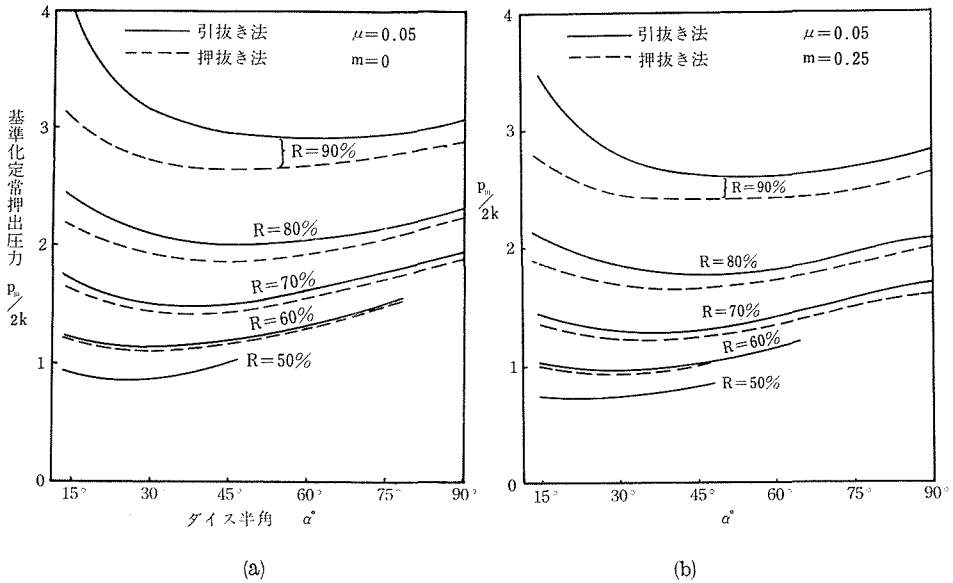 4
3
2
1
0
基準化定常押出圧力 pm/2k
引抜き法 μ=0.05
押抜き法 m=0
R=90%
R=80%
R=70%
R=60%
R=50%
15° 30 45° 60° 75° 90°
ダイス半角 α°
(a)
4
3
2
1
0
pm/2k
引抜き法 μ=0.05
押抜き法 m=0.25
R=90%
R=80%
R=70%
R=60%
R=50%
15° 30° 45° 60° 75° 90°
α°
(b)